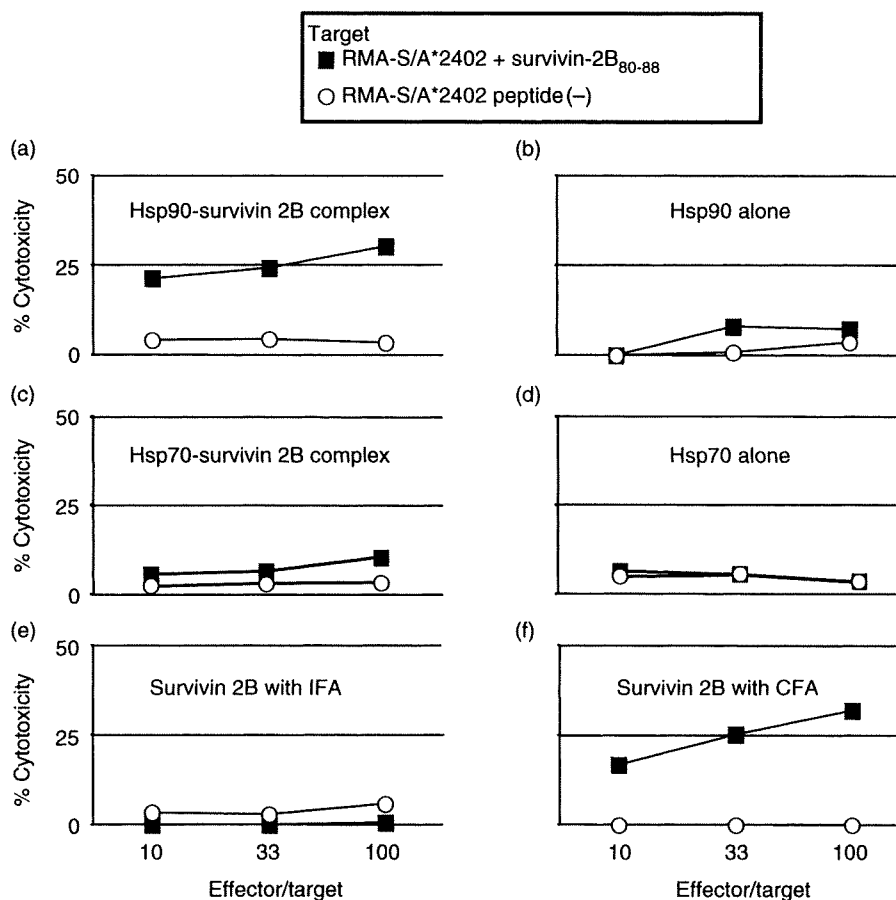 Target
■ RMA-S/A*2402 + survivin-2B80-88
○ RMA-S/A*2402 peptide (–)
(a)
50
25
0
% Cytotoxicity
Hsp90-survivin 2B complex
(b)
Hsp90 alone
(c)
50
25
0
% Cytotoxicity
Hsp70-survivin 2B complex
(d)
Hsp70 alone
(e)
50
25
0
% Cytotoxicity
Survivin 2B with IFA
10 33 100
Effector/target
(f)
Survivin 2B with CFA
10 33 100
Effector/target